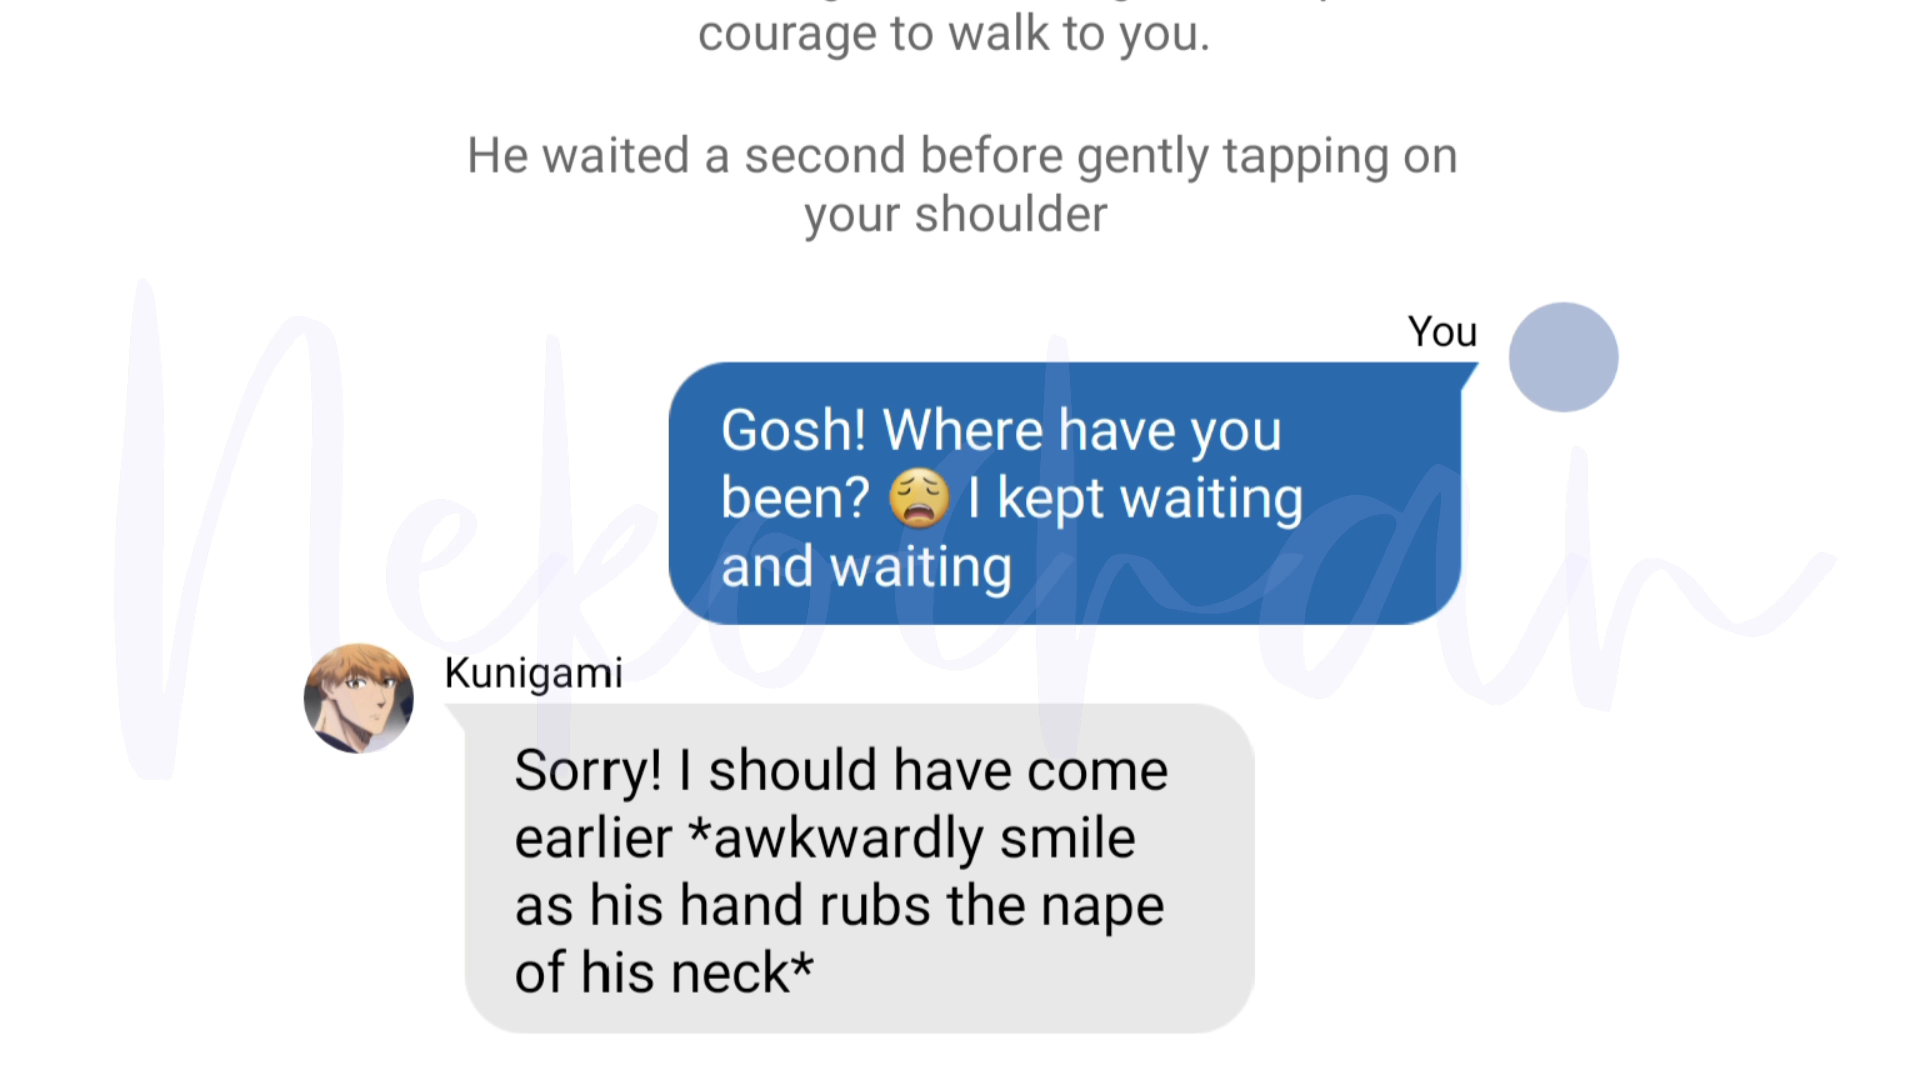 courage to walk to you.
He waited a second before gently tapping on
your shoulder
You
Gosh! Where have you
been? 😩 I kept waiting
and waiting
Kunigami
Sorry! I should have come
earlier *awkwardly smile
as his hand rubs the nape
of his neck*
Nekochan